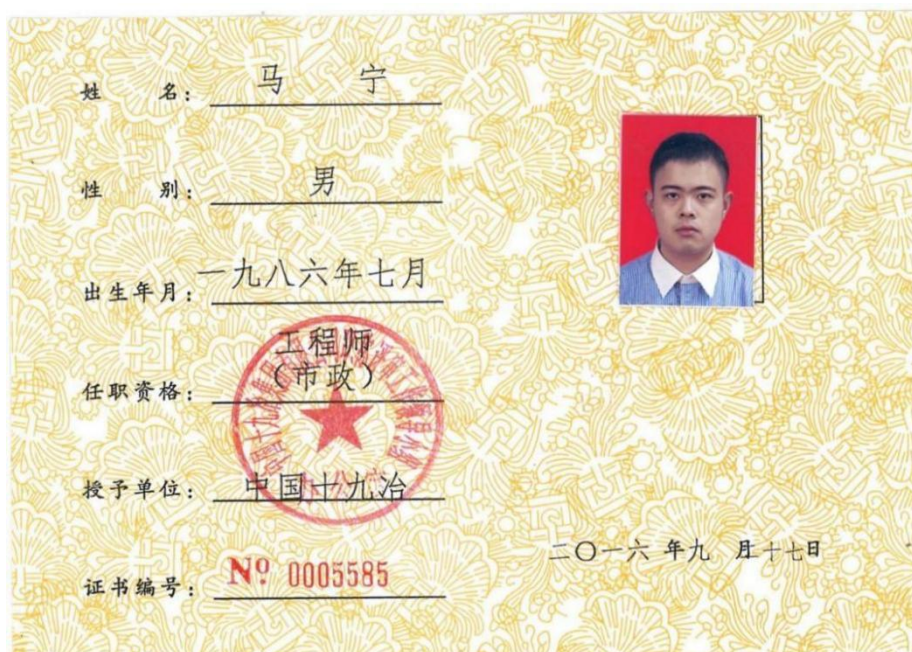 姓 名： 马 宁
性 别： 男
出生年月： 一九八六年七月
任职资格： 工程师
（市政）
授予单位： 中国十九冶
二〇一六 年九 月十七日
证书编号： Nº 0005585